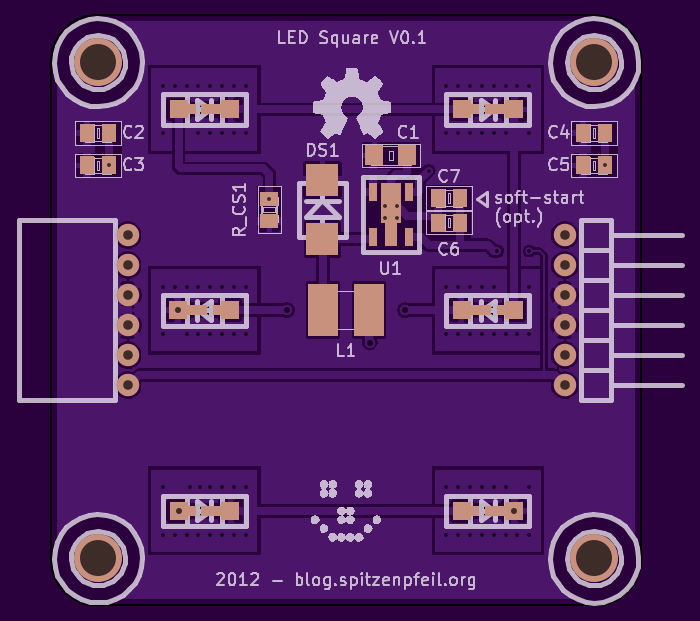 LED Square V0.1
C2
C3
DS1
C1
C4
C5
R_CS1
C7
soft-start
(opt.)
C6
U1
L1
2012 – blog.spitzenpfeil.org